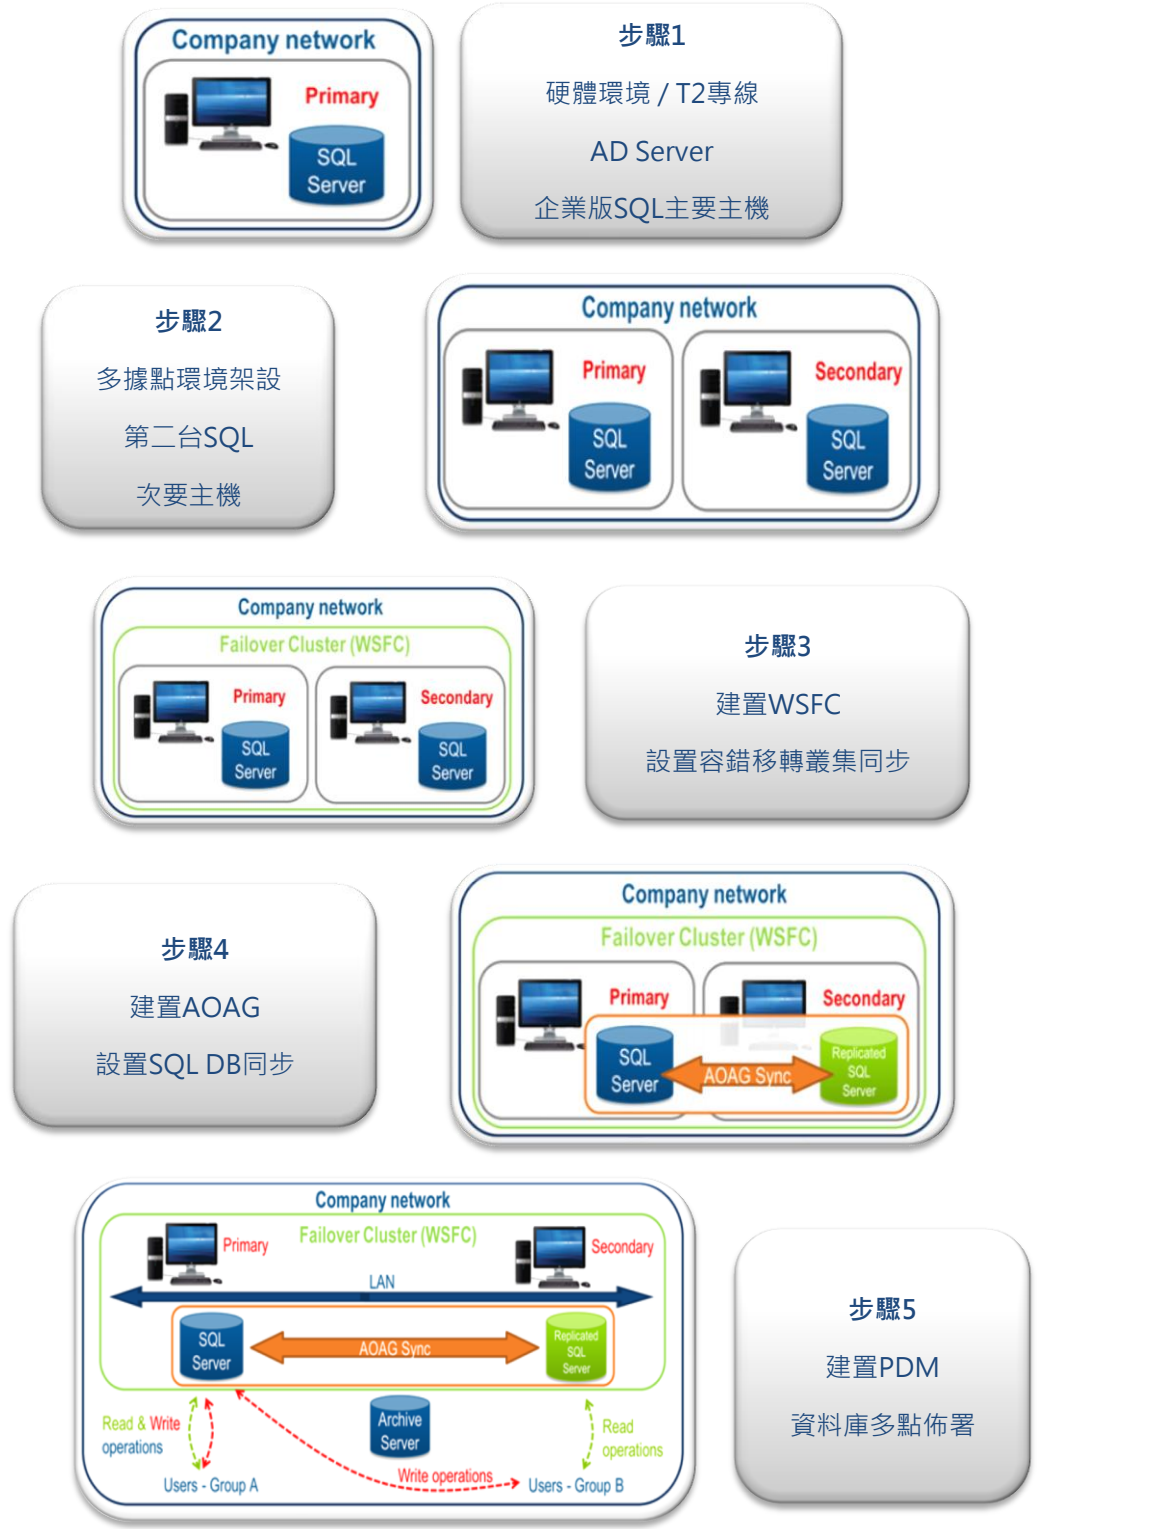 Company network
Primary
SQL
Server
步驟1
硬體環境 / T2專線
AD Server
企業版SQL主要主機
步驟2
多據點環境架設
第二台SQL
次要主機
Company network
Primary
SQL
Server
Secondary
SQL
Server
Company network
Failover Cluster (WSFC)
Primary
SQL
Server
Secondary
SQL
Server
步驟3
建置WSFC
設置容錯移轉叢集同步
步驟4
建置AOAG
設置SQL DB同步
Company network
Failover Cluster (WSFC)
Primary
Secondary
SQL
Server
AOAG Sync
Replicated
SQL
Server
Company network
Failover Cluster (WSFC)
Primary
Secondary
LAN
SQL
Server
AOAG Sync
Replicated
SQL
Server
Read & Write
operations
Archive
Server
Read
operations
Write operations
Users - Group A
Users - Group B
步驟5
建置PDM
資料庫多點佈署